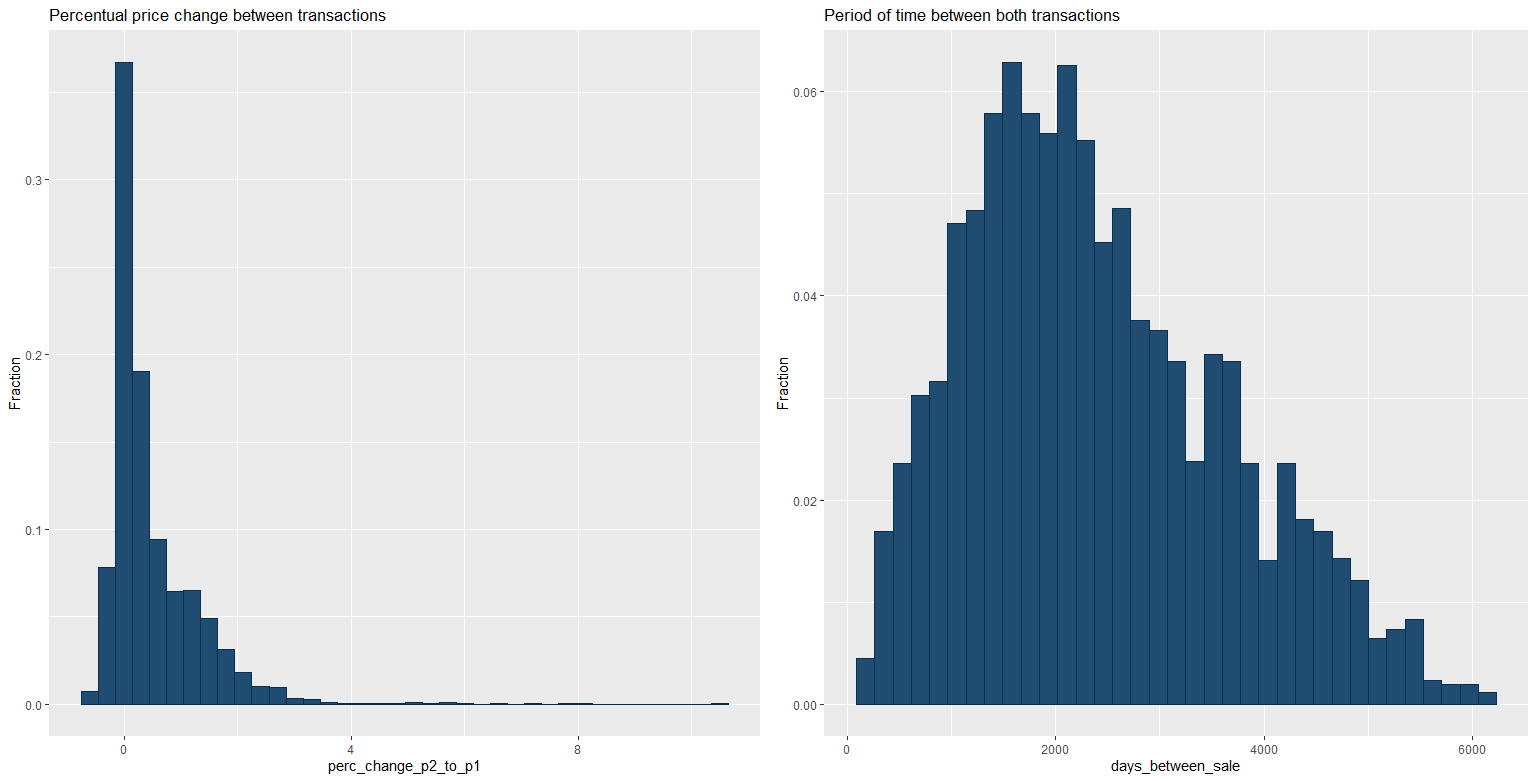 Percentual price change between transactions
Fraction
0.3
0.2
0.1
0.0
0 4 8
perc_change_p2_to_p1
Period of time between both transactions
Fraction
0.06
0.04
0.02
0.00
0 2000 4000 6000
days_between_sale